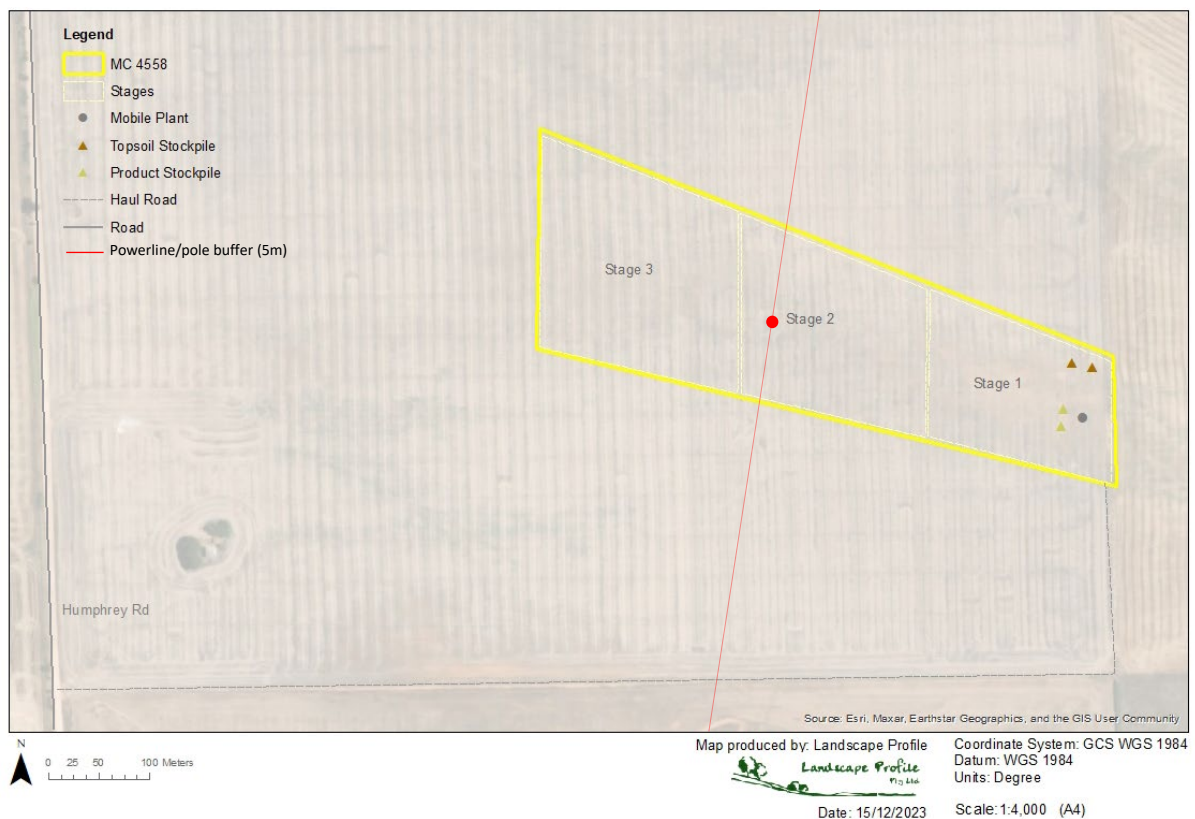 Legend
MC 4558
Stages
Mobile Plant
Topsoil Stockpile
Product Stockpile
Haul Road
Road
Powerline/pole buffer (5m)
Stage 3
Stage 2
Stage 1
Humphrey Rd
Source: Esri, Maxar, Earthstar Geographics, and the GIS User Community
N
0 25 50 100 Meters
Map produced by: Landscape Profile
Landscape Profile
Pty Ltd
Date: 15/12/2023
Coordinate System: GCS WGS 1984
Datum: WGS 1984
Units: Degree
Scale:1:4,000 (A4)